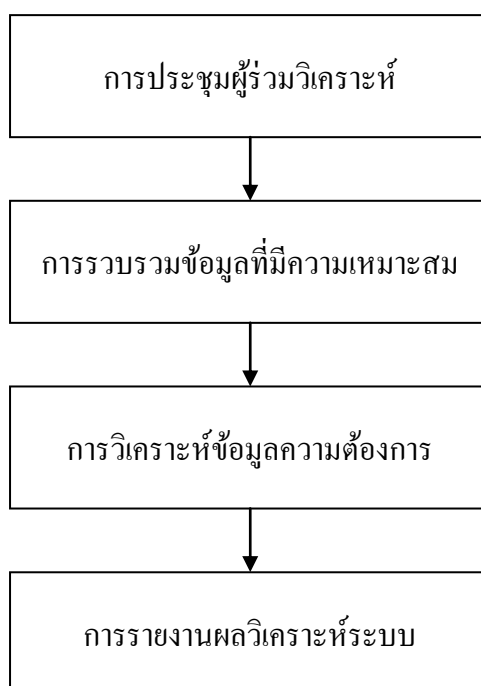 การประชุมผู้ร่วมวิเคราะห์
การรวบรวมข้อมูลที่มีความเหมาะสม
การวิเคราะห์ข้อมูลความต้องการ
การรายงานผลวิเคราะห์ระบบ